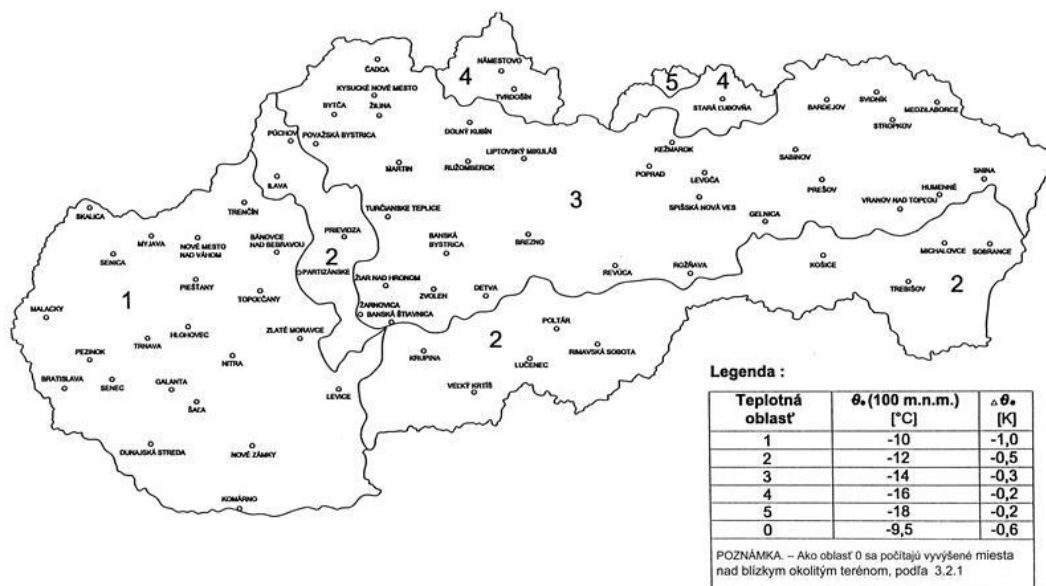 NÁMESTOVO
4
ČADCA
TVRDOŠÍN
5
4
KYSUCKÉ NOVÉ MESTO
STARÁ ĽUBOVŇA
BARDEJOV
SVIDNÍK
MEDZILABORCE
BYTČA
ŽILINA
STROPKOV
DOLNÝ KUBÍN
PÚCHOV
POVAŽSKÁ BYSTRICA
LIPTOVSKÝ MIKULÁŠ
KEŽMAROK
SABINOV
MARTIN
RUŽOMBEROK
POPRAD
LEVOČA
PREŠOV
SNINA
ILAVA
3
HUMENNÉ
TRENČÍN
TURČIANSKE TEPLICE
SPIŠSKÁ NOVÁ VES
VRANOV NAD TOPĽOU
SKALICA
GELNICA
MYJAVA
NOVÉ MESTO
NAD VÁHOM
BÁNOVCE
NAD BEBRAVOU
PRIEVIDZA
BANSKÁ
BYSTRICA
BREZNO
MICHALOVCE
SOBRANCE
SENICA
2
KOŠICE
PARTIZÁNSKE
ŽIAR NAD HRONOM
REVÚCA
ROŽŇAVA
1
PIEŠŤANY
TOPOĽČANY
ZVOLEN
DETVA
TREBIŠOV
2
MALACKY
ŽARNOVICA
BANSKÁ ŠTIAVNICA
HLOHOVEC
ZLATÉ MORAVCE
POLTÁR
TRNAVA
2
RIMAVSKÁ SOBOTA
PEZINOK
NITRA
KRUPINA
LUČENEC
BRATISLAVA
SENEC
GALANTA
LEVICE
VEĽKÝ KRTÍŠ
ŠAĽA
DUNAJSKÁ STREDA
NOVÉ ZÁMKY
KOMÁRNO
Legenda :
Teplotná oblasť θₑ (100 m.n.m.) [°C] △ θₑ [K]
1 -10 -1,0
2 -12 -0,5
3 -14 -0,3
4 -16 -0,2
5 -18 -0,2
0 -9,5 -0,6
POZNÁMKA. – Ako oblasť 0 sa počítajú vyvýšené miesta
nad blízkym okolitým terénom, podľa 3.2.1